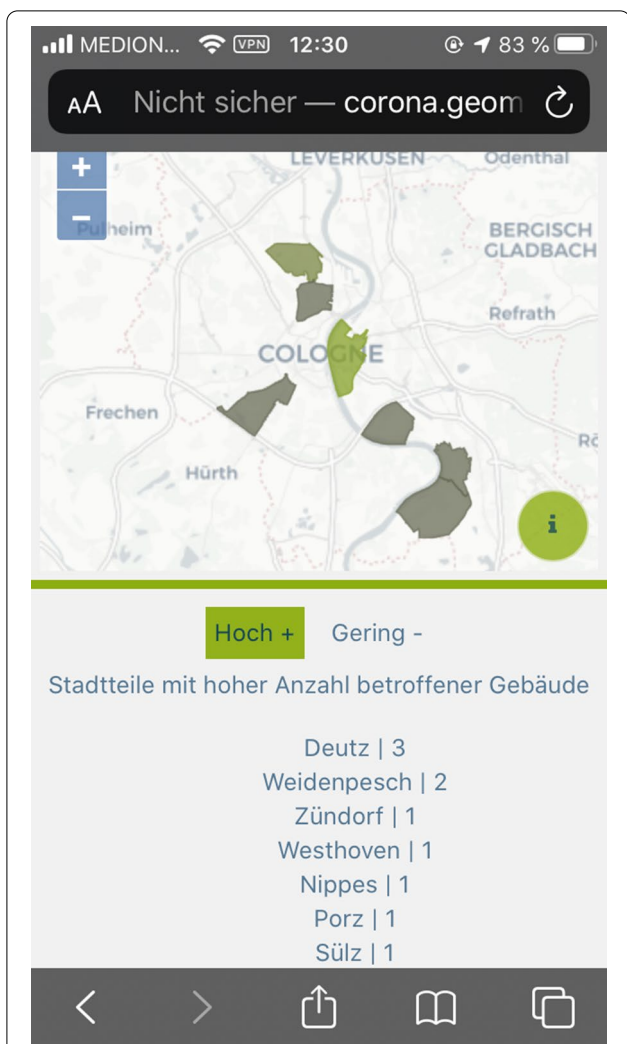 MEDION... VPN 12:30 83 %
AA Nicht sicher — corona.geom
+
LEVERKUSEN Odenthal
−
Pulheim
BERGISCH
GLADBACH
Refrath
COLOGNE
Frechen
Rö
Hürth
i
Hoch + Gering -
Stadtteile mit hoher Anzahl betroffener Gebäude
Deutz | 3
Weidenpesch | 2
Zündorf | 1
Westhoven | 1
Nippes | 1
Porz | 1
Sülz | 1